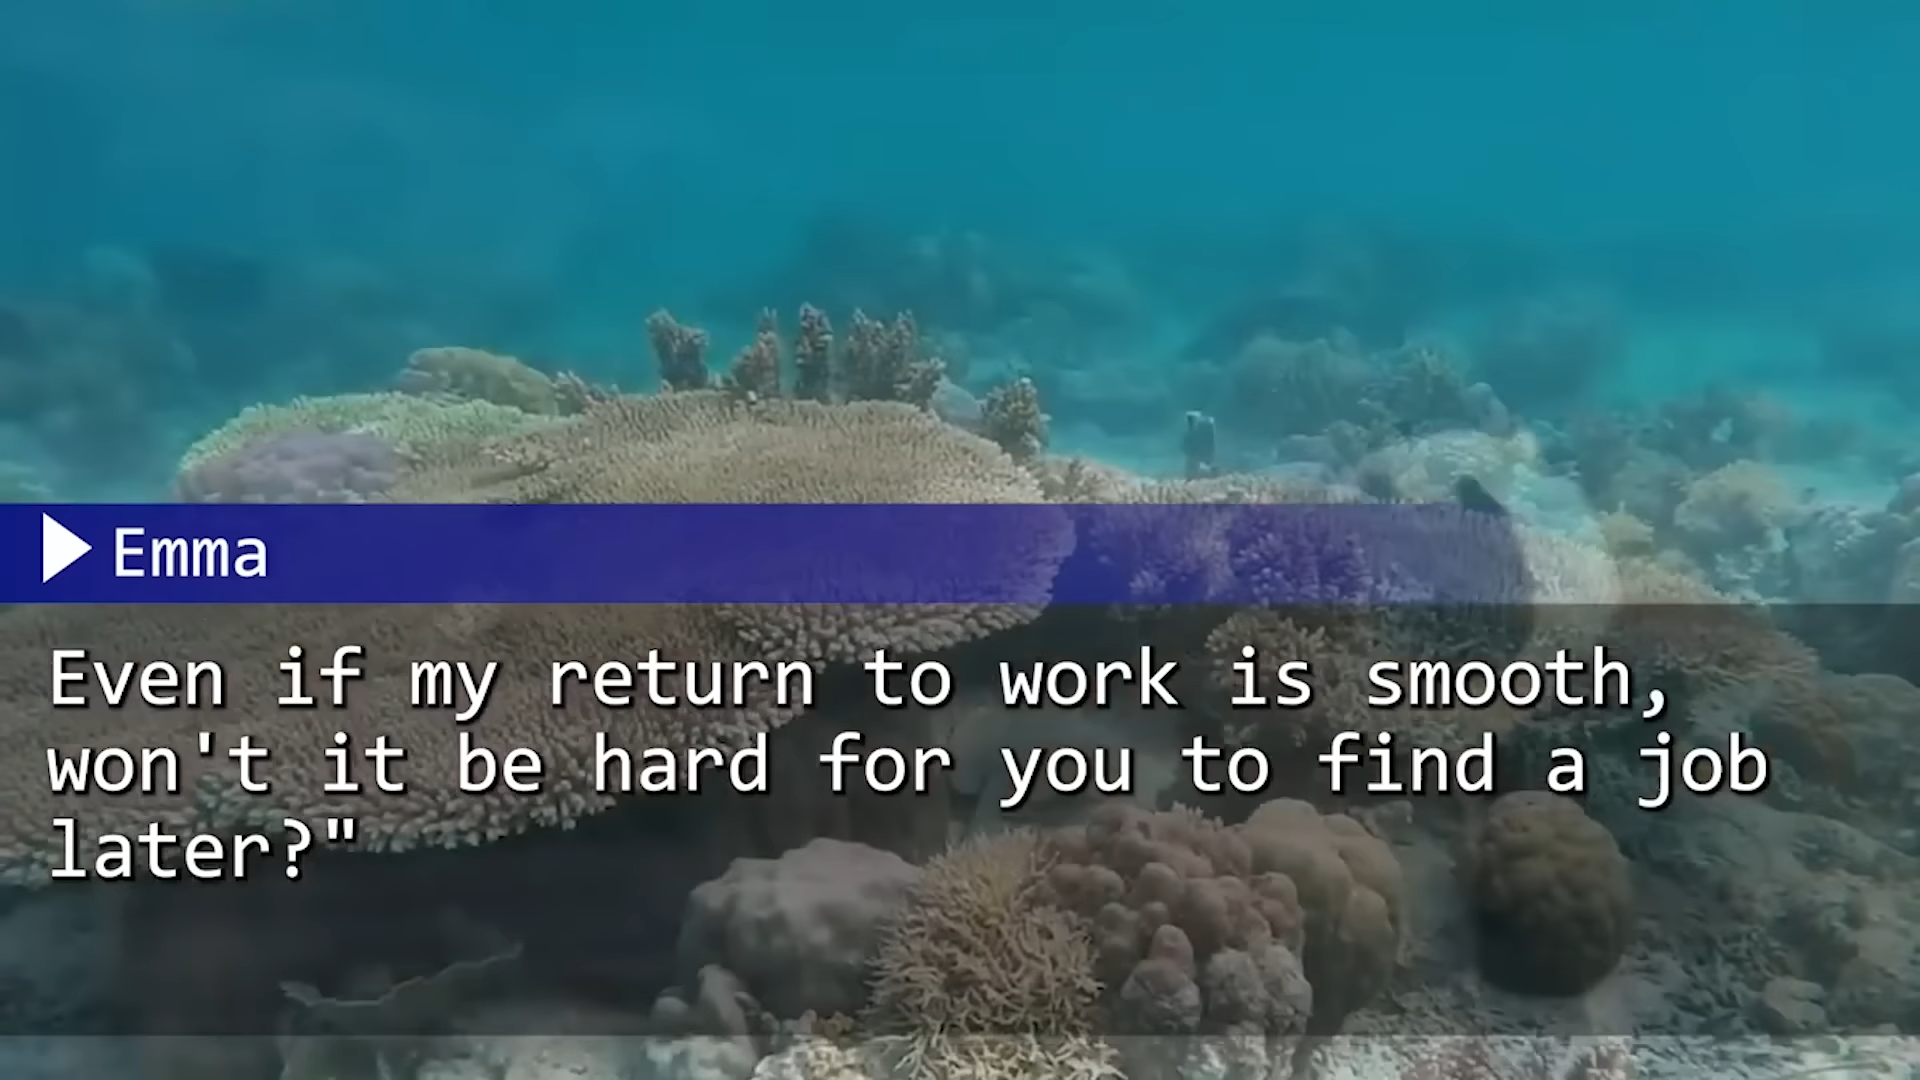 Emma
Even if my return to work is smooth,
won't it be hard for you to find a job
later?"